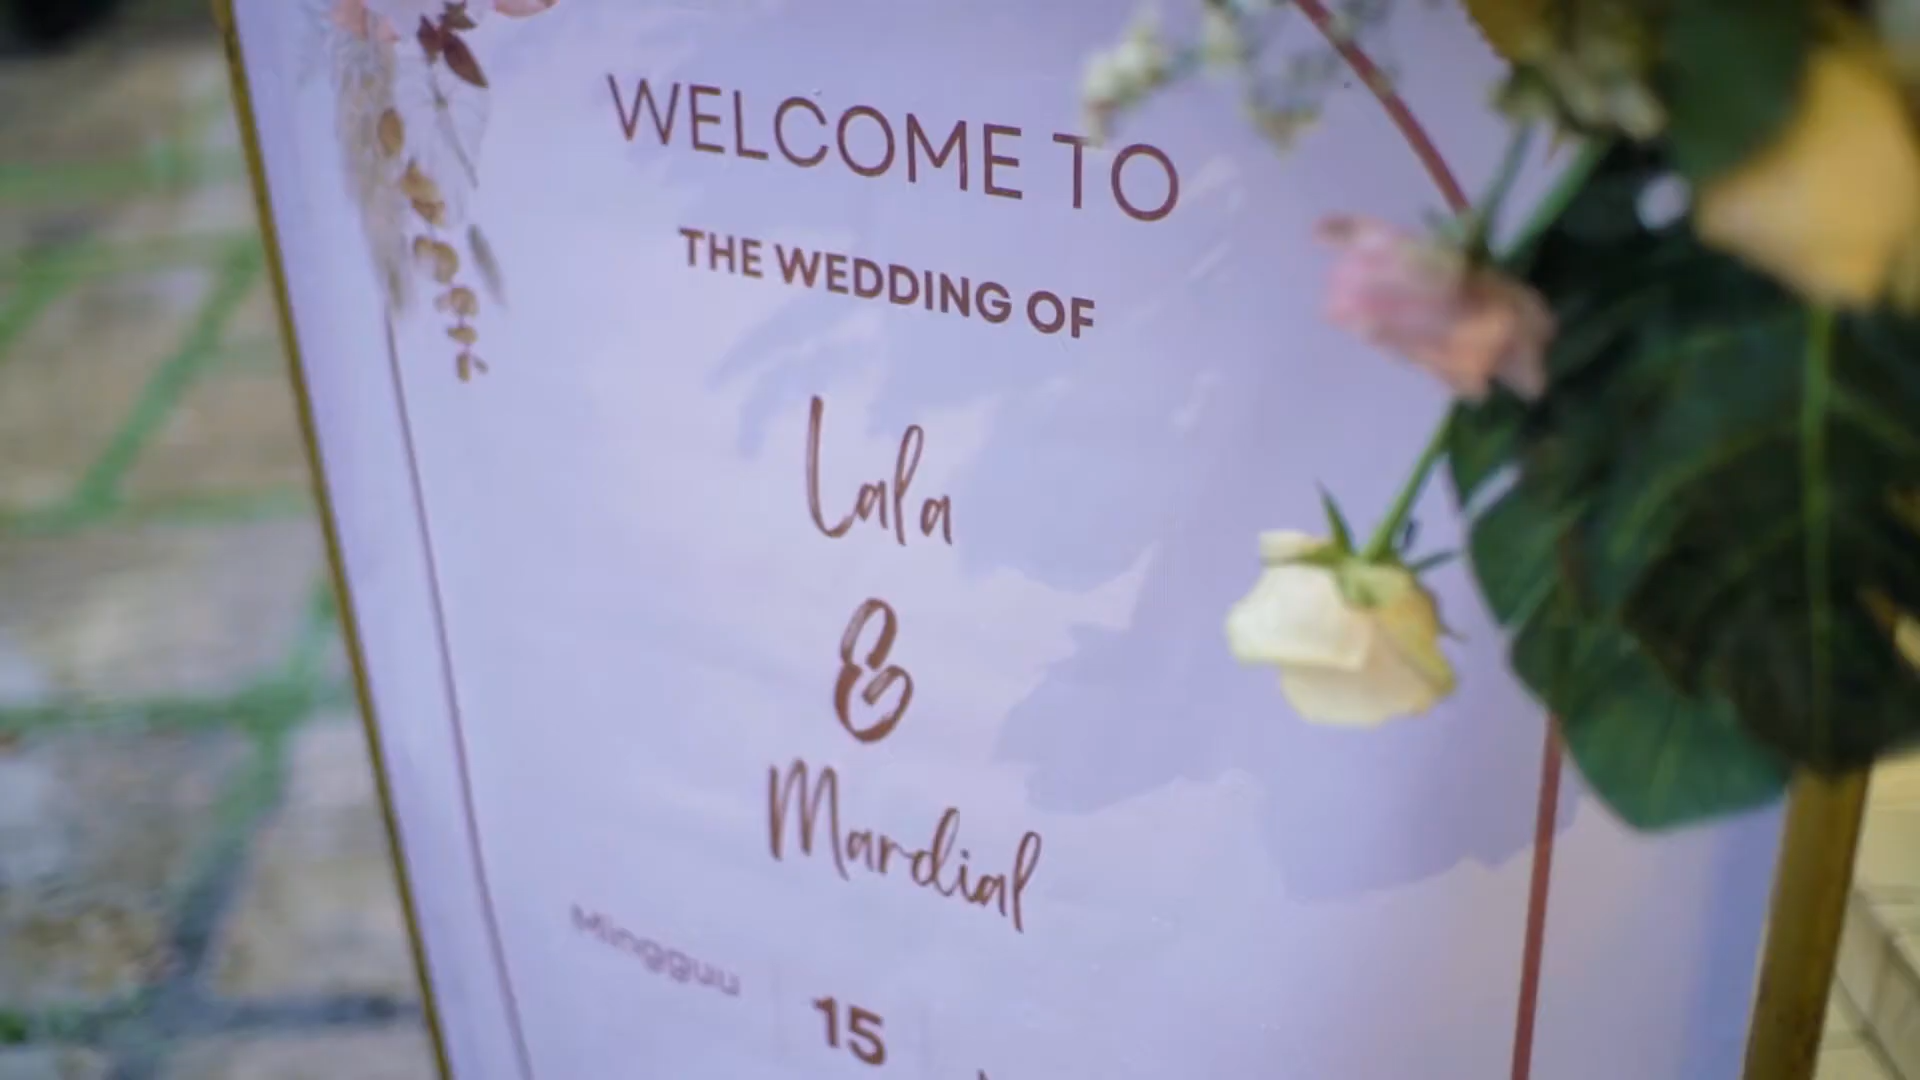 WELCOME TO
THE WEDDING OF
Lala
&
Mardial
Mingguu
15